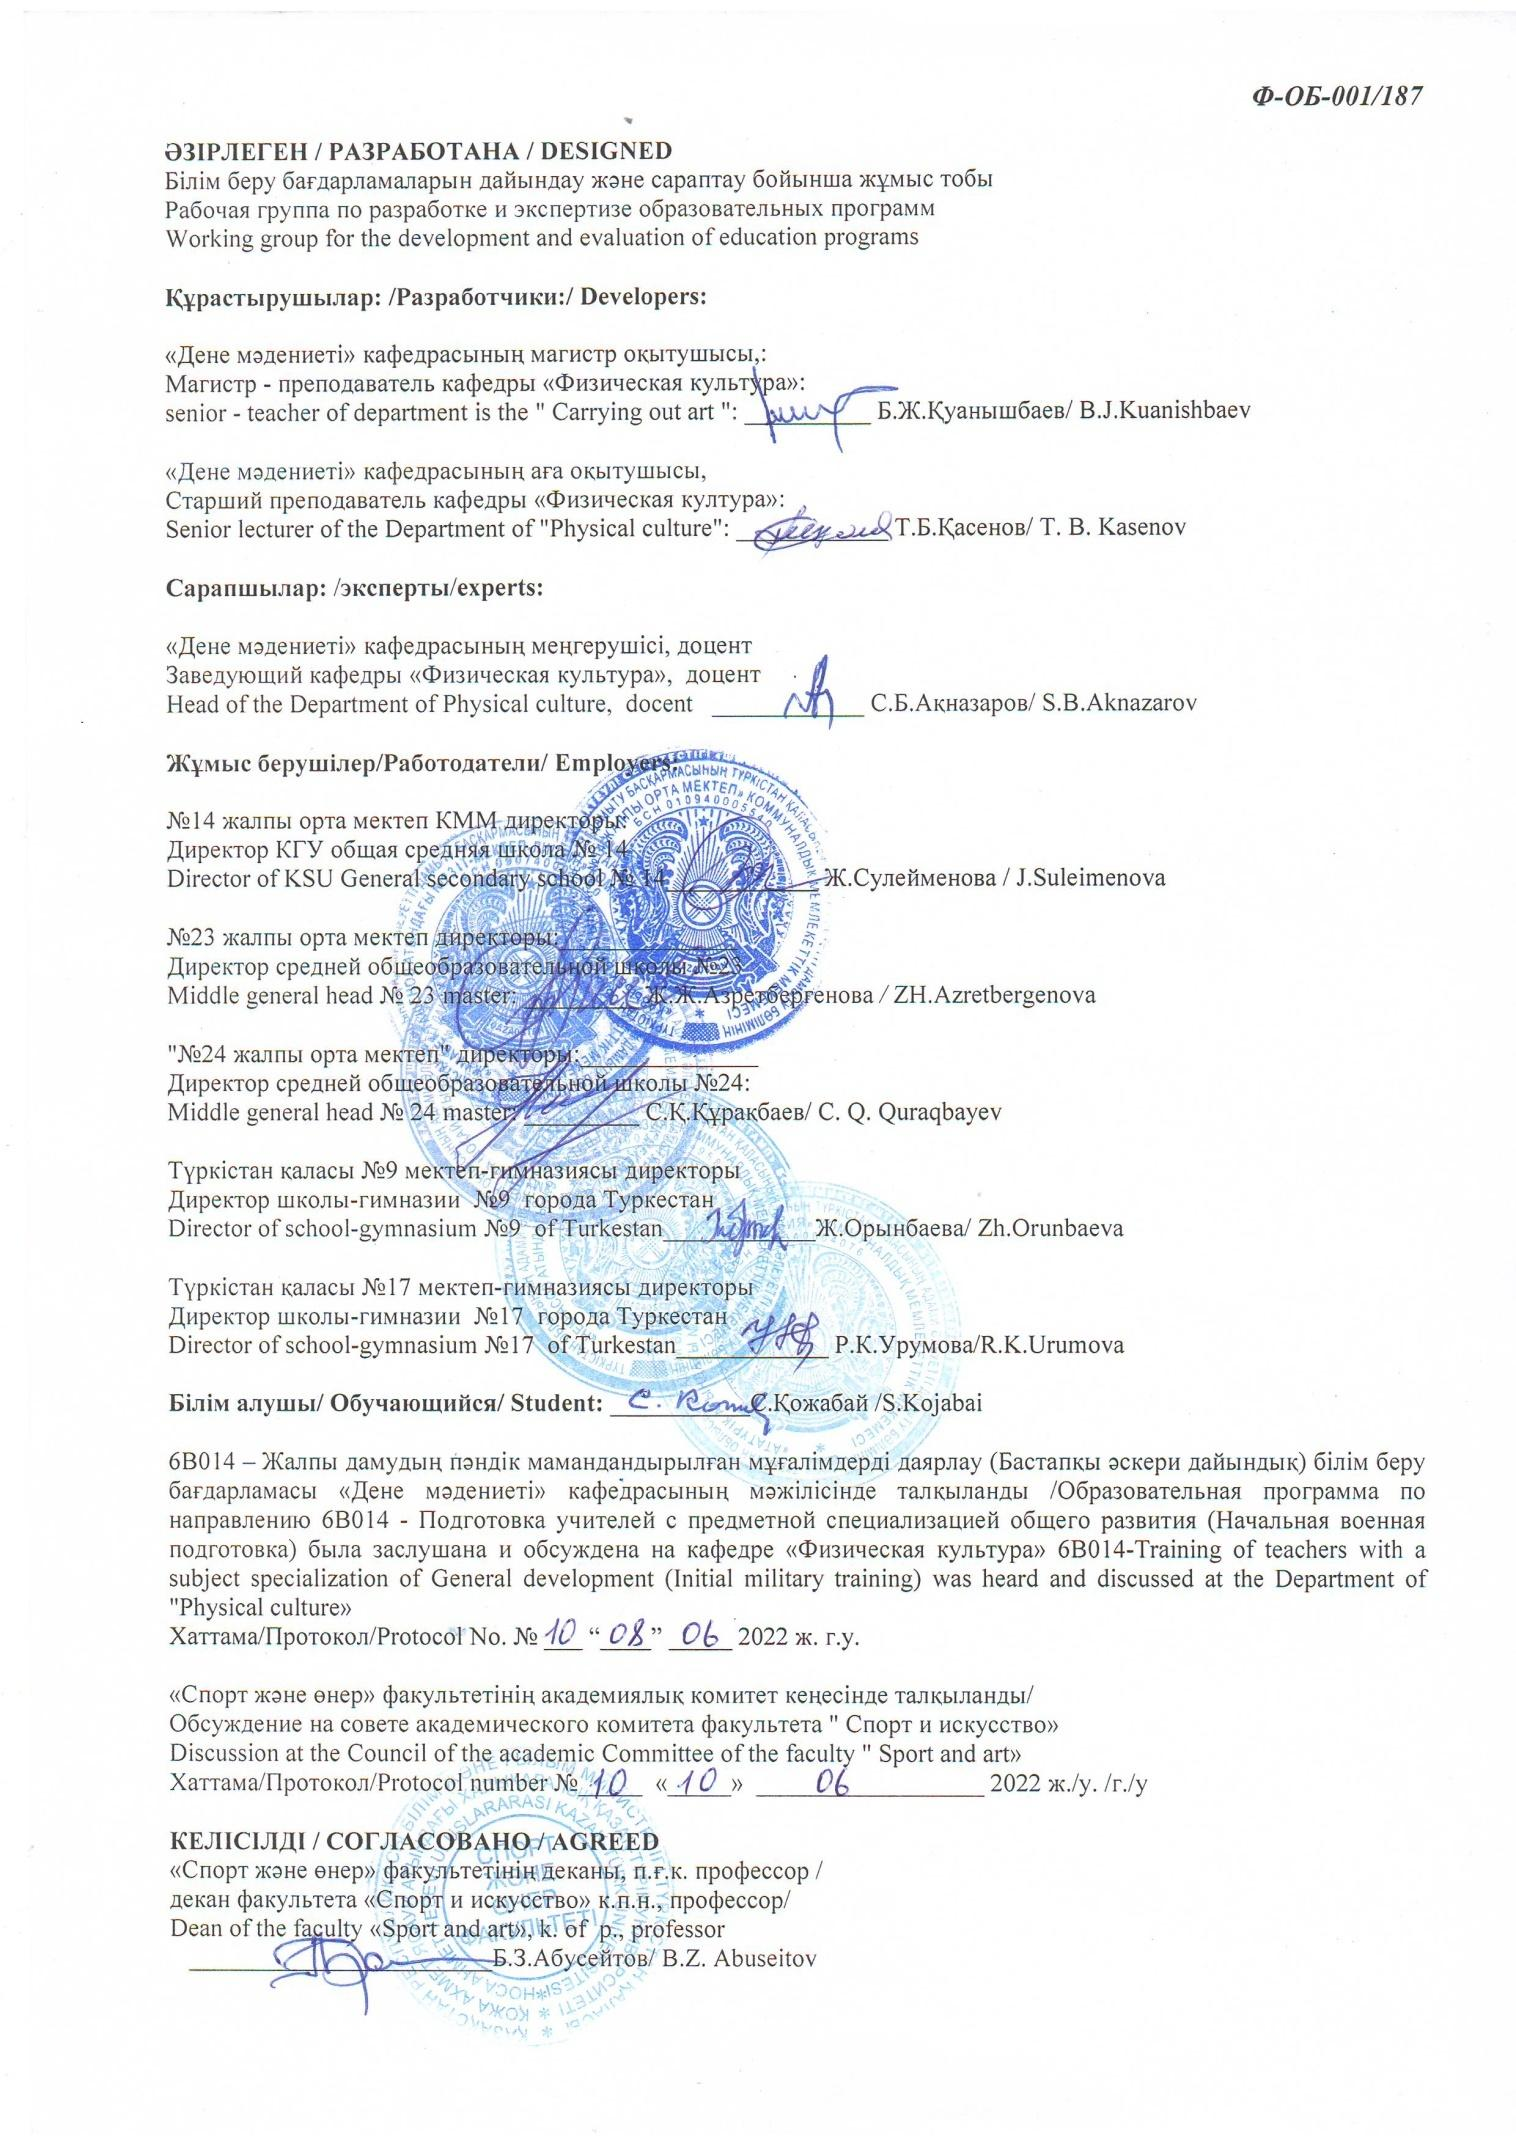 Ф-ОБ-001/187
ӘЗІРЛЕГЕН / РАЗРАБОТАНА / DESIGNED
Білім беру бағдарламаларын дайындау және сараптау бойынша жұмыс тобы
Рабочая группа по разработке и экспертизе образовательных программ
Working group for the development and evaluation of education programs
Құрастырушылар: /Разработчики:/ Developers:
«Дене мәдениеті» кафедрасының магистр оқытушысы,:
Магистр - преподаватель кафедры «Физическая культура»:
senior - teacher of department is the " Carrying out art ": __________ Б.Ж.Қуанышбаев/ B.J.Kuanishbaev
«Дене мәдениеті» кафедрасының аға оқытушысы,
Старший преподаватель кафедры «Физическая култура»:
Senior lecturer of the Department of "Physical culture": ____________Т.Б.Қасенов/ T. B. Kasenov
Сарапшылар: /эксперты/experts:
«Дене мәдениеті» кафедрасының меңгерушісі, доцент
Заведующий кафедры «Физическая культура», доцент
Head of the Department of Physical culture, docent ____________ С.Б.Ақназаров/ S.B.Aknazarov
Жұмыс берушілер/Работодатели/ Employers:
№14 жалпы орта мектеп КММ директоры:
Директор КГУ общая средняя школа № 14
Director of KSU General secondary school № 14____________ Ж.Сулейменова / J.Suleimenova
№23 жалпы орта мектеп директоры:______________
Директор средней общеобразовательной школы №23
Middle general head № 23 master: _________ Ж.Ж.Азретбергенова / ZH.Azretbergenova
"№24 жалпы орта мектеп" директоры:______________
Директор средней общеобразовательной школы №24:
Middle general head № 24 master: _________ С.Қ.Құрақбаев/ C. Q. Quraqbayev
Түркістан қаласы №9 мектеп-гимназиясы директоры
Директор школы-гимназии №9 города Туркестан
Director of school-gymnasium №9 of Turkestan____________Ж.Орынбаева/ Zh.Orunbaeva
Түркістан қаласы №17 мектеп-гимназиясы директоры
Директор школы-гимназии №17 города Туркестан
Director of school-gymnasium №17 of Turkestan____________ Р.К.Урумова/R.K.Urumova
Білім алушы/ Обучающийся/ Student: ___________С.Қожабай /S.Kojabai
6В014 – Жалпы дамудың пәндік мамандандырылған мұғалімдерді даярлау (Бастапқы әскери дайындық) білім беру
бағдарламасы «Дене мәдениеті» кафедрасының мәжілісінде талқыланды /Образовательная программа по
направлению 6В014 - Подготовка учителей с предметной специализацией общего развития (Начальная военная
подготовка) была заслушана и обсуждена на кафедре «Физическая культура» 6В014-Training of teachers with a
subject specialization of General development (Initial military training) was heard and discussed at the Department of
"Physical culture»
Хаттама/Протокол/Protocol No. № 10 “08” 06 2022 ж. г.у.
«Спорт және өнер» факультетінің академиялық комитет кеңесінде талқыланды/
Обсуждение на совете академического комитета факультета " Спорт и искусство»
Discussion at the Council of the academic Committee of the faculty " Sport and art»
Хаттама/Протокол/Protocol number № 10 «10» 06 2022 ж./у. /г./у
КЕЛІСІЛДІ / СОГЛАСОВАНО / AGREED
«Спорт және өнер» факультетінің деканы, п.ғ.к. профессор /
декан факультета «Спорт и искусство» к.п.н., профессор/
Dean of the faculty «Sport and art», k. of p., professor
________________________Б.З.Абусейтов/ B.Z. Abuseitov
СПОРТ
ЖӘНЕ
ӨНЕР
ФАКУЛЬТЕТІ